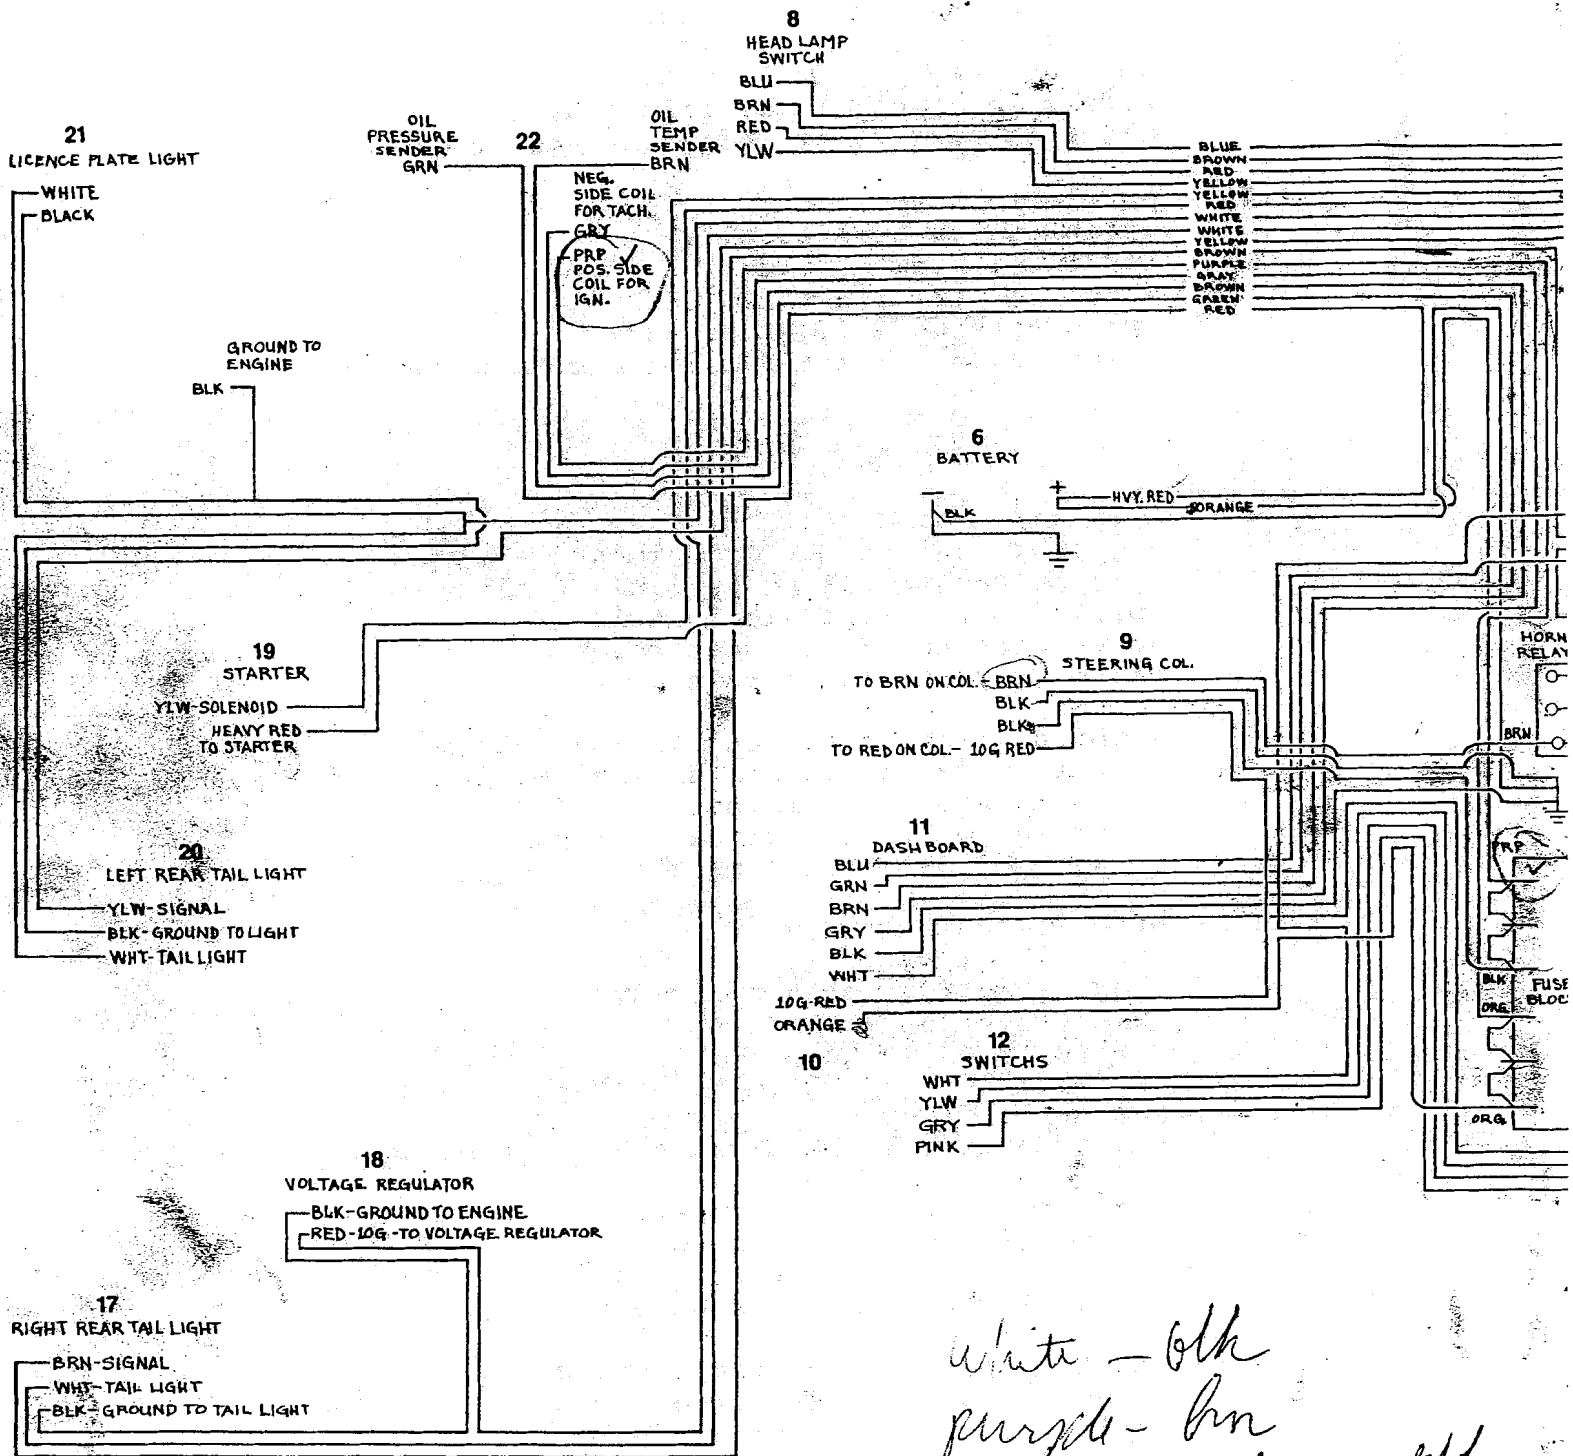 8
HEAD LAMP
SWITCH
BLU
BRN
RED
YLW
21
LICENCE PLATE LIGHT
WHITE
BLACK
OIL
PRESSURE
SENDER
GRN
22
OIL
TEMP
SENDER
BRN
NEG.
SIDE COIL
FOR TACH.
GRY
PRP
POS. SIDE
COIL FOR
IGN.
BLUE
BROWN
RED
YELLOW
YELLOW
RED
WHITE
WHITE
YELLOW
BROWN
PURPLE
GRAY
BROWN
GREEN
RED
GROUND TO
ENGINE
BLK
6
BATTERY
+
HVY. RED
ORANGE
BLK
19
STARTER
YLW-SOLENOID
HEAVY RED
TO STARTER
9
STEERING COL.
TO BRN ON COL.- BRN
BLK
BLK
TO RED ON COL.- 10G RED
HORN
RELAY
BRN
20
LEFT REAR TAIL LIGHT
YLW-SIGNAL
BLK-GROUND TO LIGHT
WHT-TAIL LIGHT
11
DASH BOARD
BLU
GRN
BRN
GRY
BLK
WHT
10G-RED
ORANGE
10
PRP
BLK
FUSE
BLOC
ORG
ORG
12
SWITCHS
WHT
YLW
GRY
PINK
18
VOLTAGE REGULATOR
BLK-GROUND TO ENGINE
RED-10G-TO VOLTAGE REGULATOR
17
RIGHT REAR TAIL LIGHT
BRN-SIGNAL
WHT-TAIL LIGHT
BLK-GROUND TO TAIL LIGHT
white - blk
purple - brn